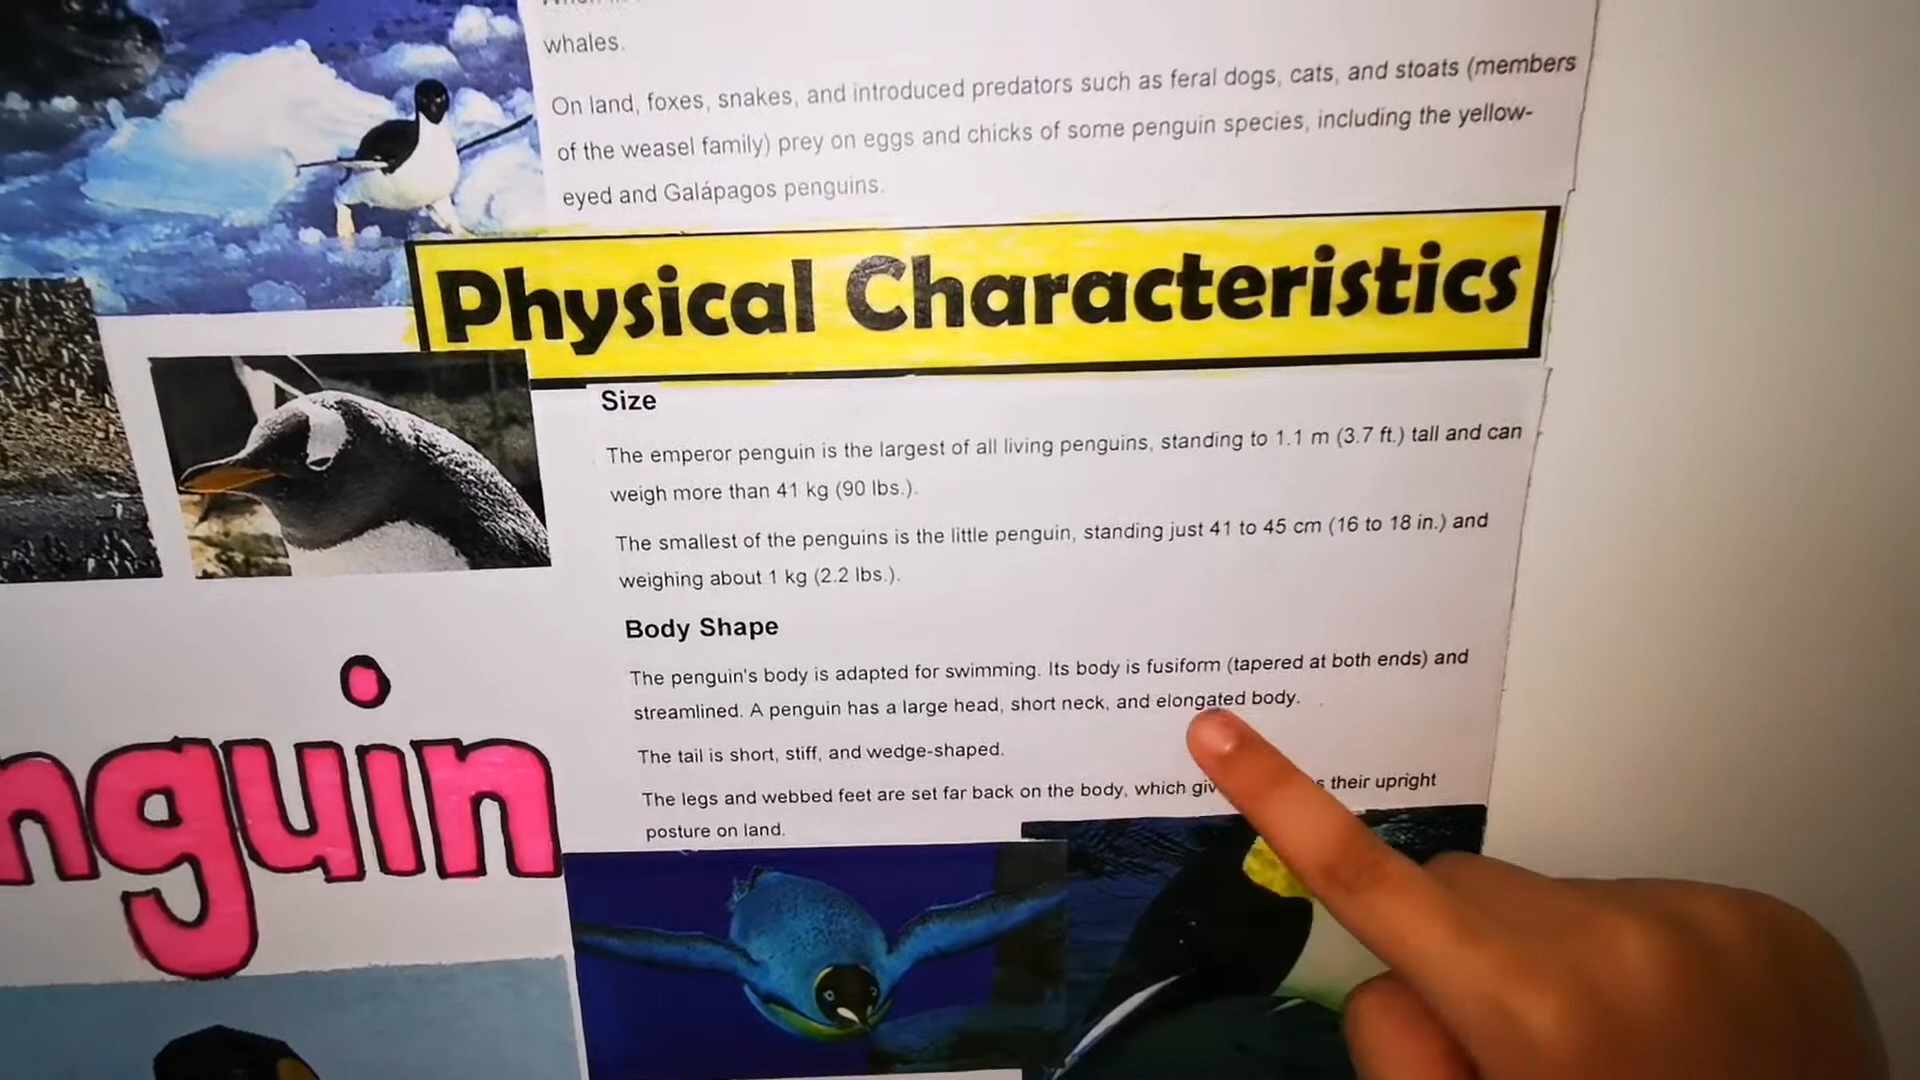 whales.
On land, foxes, snakes, and introduced predators such as feral dogs, cats, and stoats (members
of the weasel family) prey on eggs and chicks of some penguin species, including the yellow-
eyed and Galápagos penguins.
Physical Characteristics
Size
The emperor penguin is the largest of all living penguins, standing to 1.1 m (3.7 ft.) tall and can
weigh more than 41 kg (90 lbs.).
The smallest of the penguins is the little penguin, standing just 41 to 45 cm (16 to 18 in.) and
weighing about 1 kg (2.2 lbs.).
Body Shape
The penguin's body is adapted for swimming. Its body is fusiform (tapered at both ends) and
streamlined. A penguin has a large head, short neck, and elongated body.
The tail is short, stiff, and wedge-shaped.
The legs and webbed feet are set far back on the body, which their upright
posture on land.
nguin